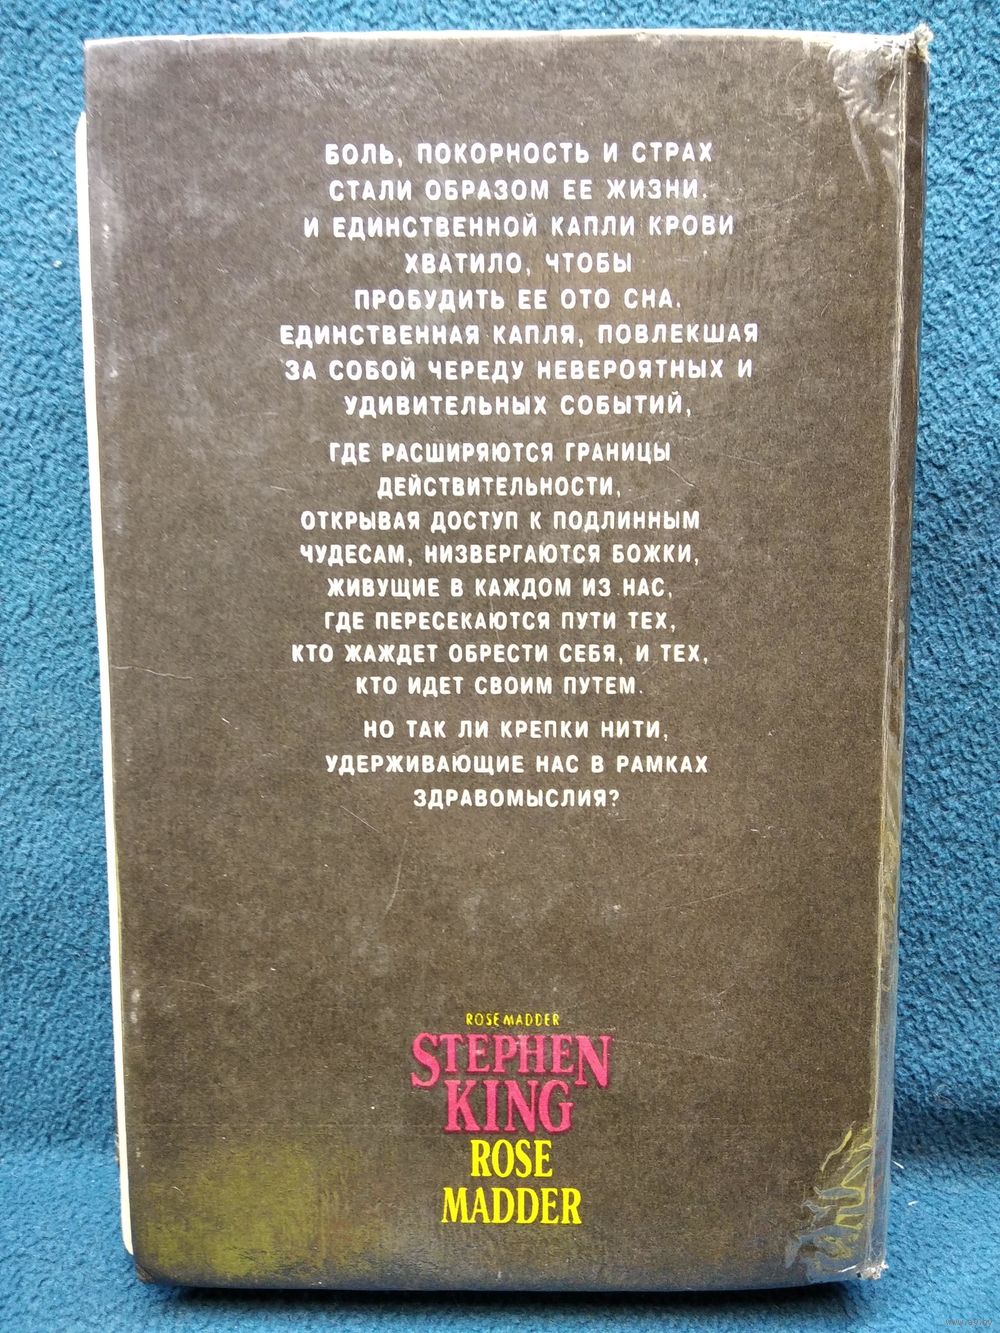 БОЛЬ, ПОКОРНОСТЬ И СТРАХ
СТАЛИ ОБРАЗОМ ЕЕ ЖИЗНИ.
И ЕДИНСТВЕННОЙ КАПЛИ КРОВИ
ХВАТИЛО, ЧТОБЫ
ПРОБУДИТЬ ЕЕ ОТО СНА.
ЕДИНСТВЕННАЯ КАПЛЯ, ПОВЛЕКШАЯ
ЗА СОБОЙ ЧЕРЕДУ НЕВЕРОЯТНЫХ И
УДИВИТЕЛЬНЫХ СОБЫТИЙ,
ГДЕ РАСШИРЯЮТСЯ ГРАНИЦЫ
ДЕЙСТВИТЕЛЬНОСТИ,
ОТКРЫВАЯ ДОСТУП К ПОДЛИННЫМ
ЧУДЕСАМ, НИЗВЕРГАЮТСЯ БОЖКИ,
ЖИВУЩИЕ В КАЖДОМ ИЗ НАС,
ГДЕ ПЕРЕСЕКАЮТСЯ ПУТИ ТЕХ,
КТО ЖАЖДЕТ ОБРЕСТИ СЕБЯ, И ТЕХ,
КТО ИДЕТ СВОИМ ПУТЕМ.
НО ТАК ЛИ КРЕПКИ НИТИ,
УДЕРЖИВАЮЩИЕ НАС В РАМКАХ
ЗДРАВОМЫСЛИЯ?
ROSE MADDER
STEPHEN
KING
ROSE
MADDER